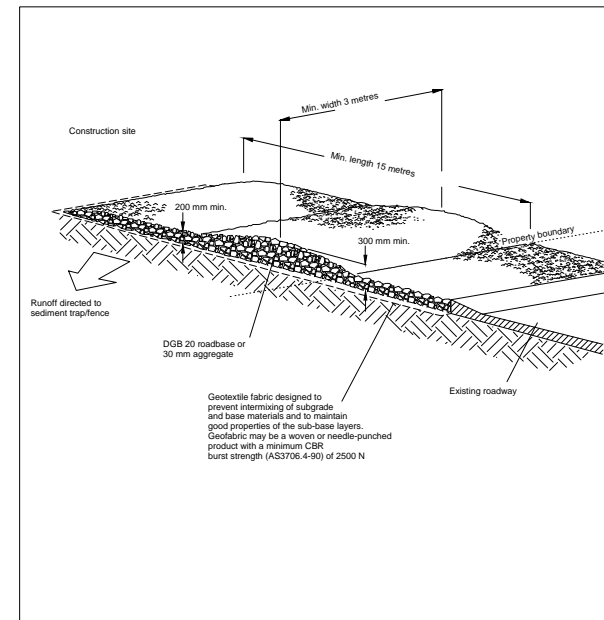 Min. width 3 metres
Construction site
Min. length 15 metres
200 mm min.
Property boundary
300 mm min.
Runoff directed to
sediment trap/fence
DGB 20 roadbase or
30 mm aggregate
Existing roadway
Geotextile fabric designed to
prevent intermixing of subgrade
and base materials and to maintain
good properties of the sub-base layers.
Geofabric may be a woven or needle-punched
product with a minimum CBR
burst strength (AS3706.4-90) of 2500 N